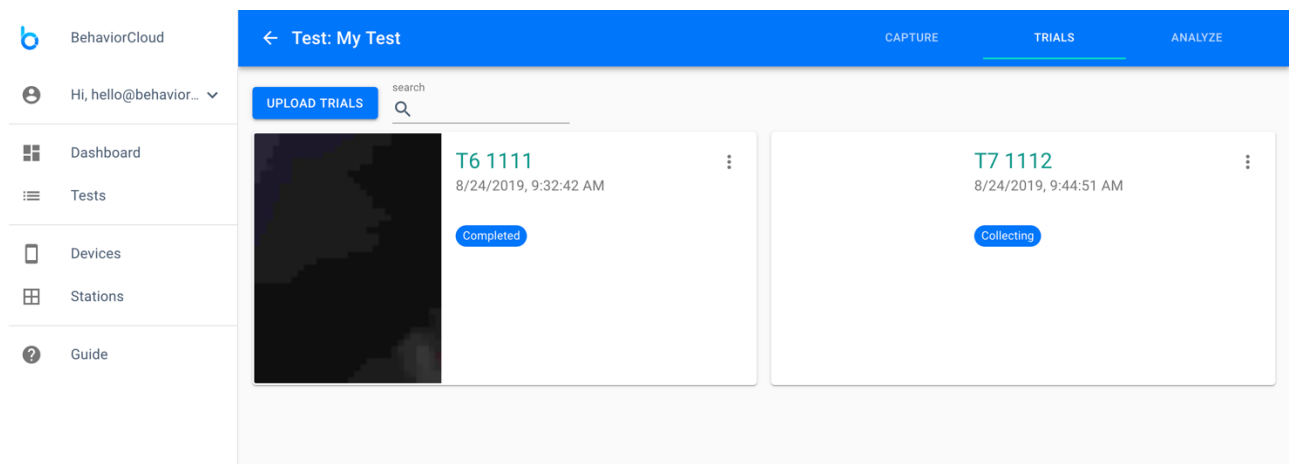 BehaviorCloud
Hi, hello@behavior...
Dashboard
Tests
Devices
Stations
Guide
Test: My Test
CAPTURE
TRIALS
ANALYZE
UPLOAD TRIALS
search
T6 1111
8/24/2019, 9:32:42 AM
Completed
T7 1112
8/24/2019, 9:44:51 AM
Collecting